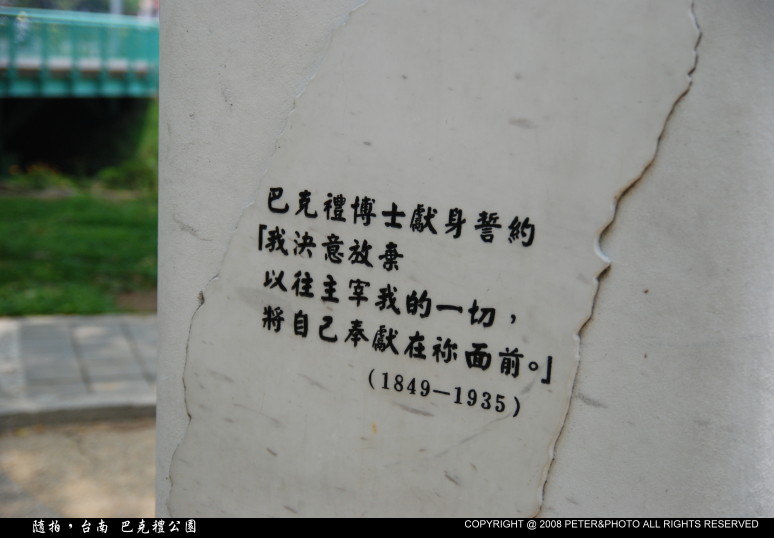 巴克禮博士獻身誓約
「我決意放棄
以往主宰我的一切，
將自己奉獻在祢面前。」
(1849－1935)
隨拍，台南 巴克禮公園
COPYRIGHT @ 2008 PETER&PHOTO ALL RIGHTS RESERVED